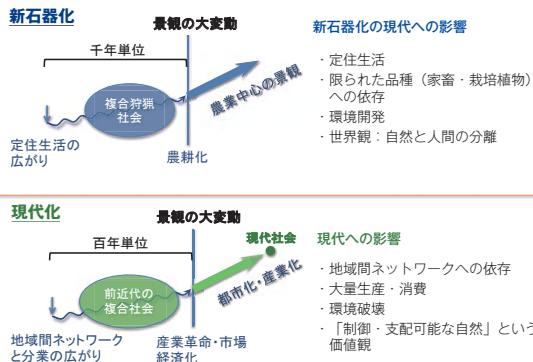 新石器化
景観の大変動
千年単位
複合狩猟
社会
農業中心の景観
定住生活の
広がり
農耕化
新石器化の現代への影響
・定住生活
・限られた品種（家畜・栽培植物）
への依存
・環境開発
・世界観：自然と人間の分離
現代化
景観の大変動
百年単位
現代社会
前近代の
複合社会
都市化・産業化
地域間ネットワーク
と分業の広がり
産業革命・市場
経済化
現代への影響
・地域間ネットワークへの依存
・大量生産・消費
・環境破壊
・「制御・支配可能な自然」という
価値観